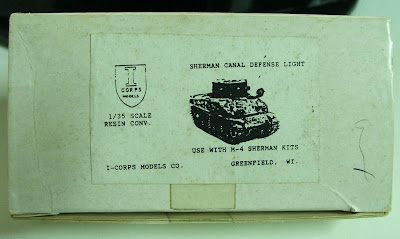 I
CORPS
MODELS
1/35 SCALE
RESIN CONV.
SHERMAN CANAL DEFENSE LIGHT
USE WITH M-4 SHERMAN KITS
I-CORPS MODELS CO.
GREENFIELD, WI.